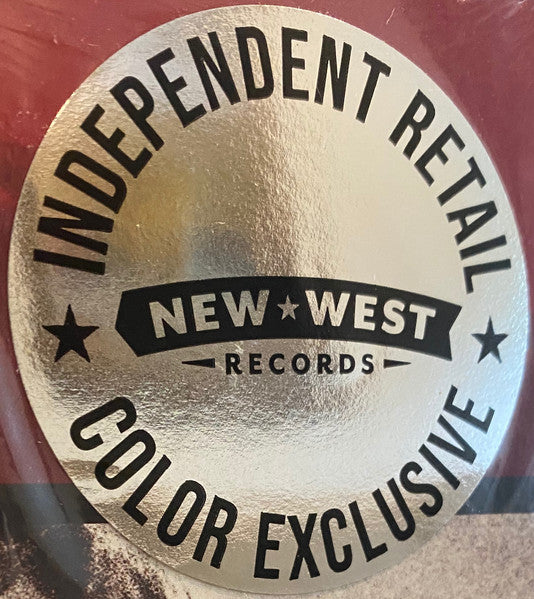 INDEPENDENT RETAIL
NEW★WEST
RECORDS
COLOR EXCLUSIVE